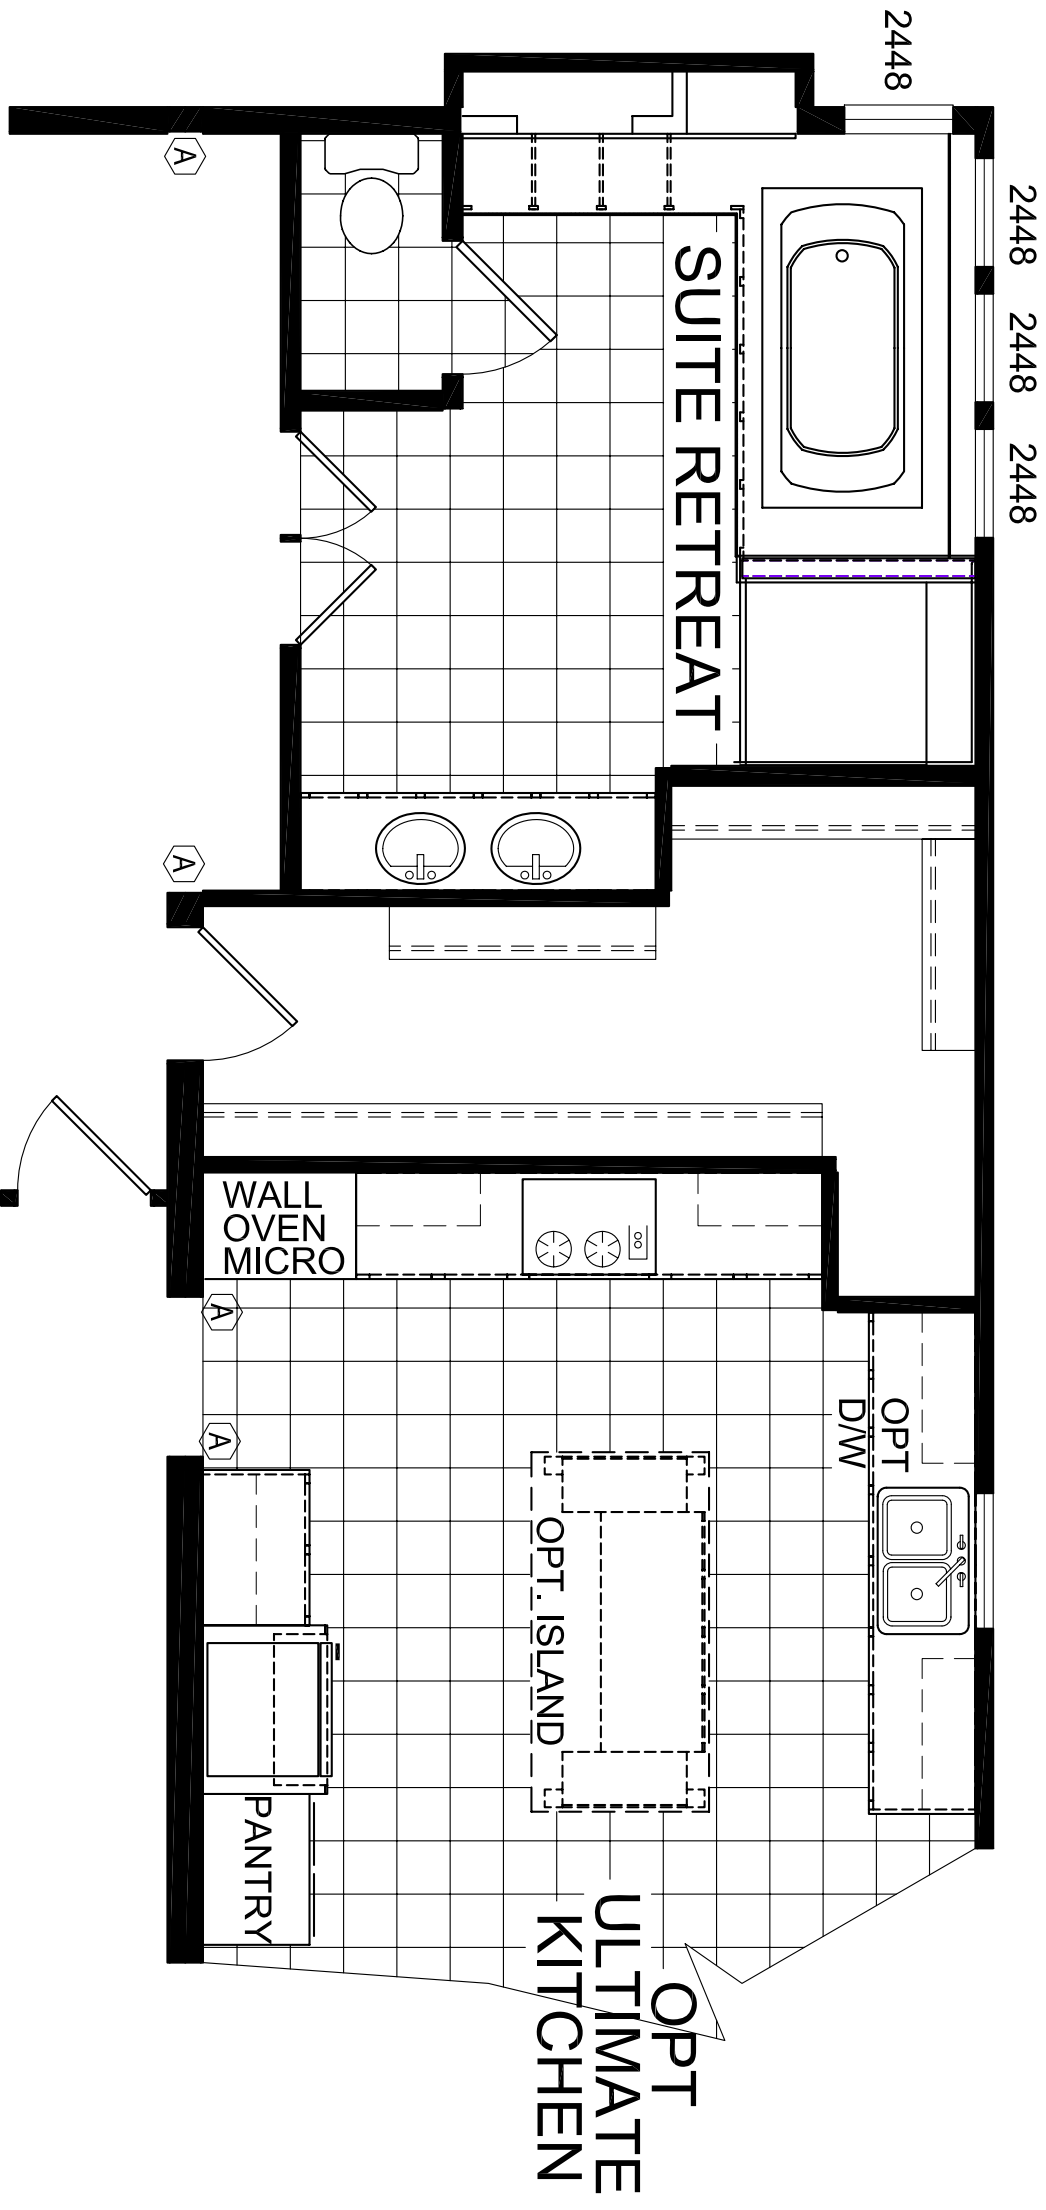 2448
2448
2448
2448
A
SUITE RETREAT
A
WALL
OVEN
MICRO
A
A
OPT
D/W
OPT. ISLAND
PANTRY
OPT
ULTIMATE
KITCHEN